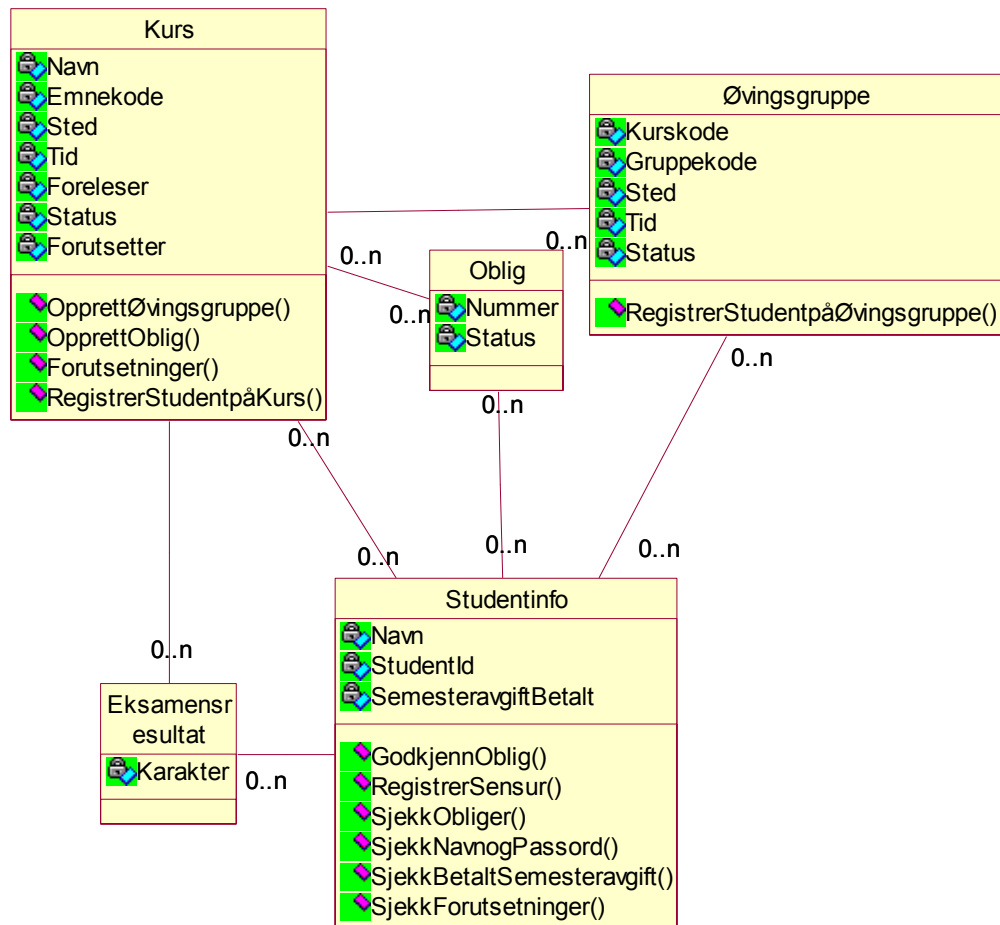 Kurs
Navn
Emnekode
Sted
Tid
Foreleser
Status
Forutsetter
OpprettØvingsgruppe()
OpprettOblig()
Forutsetninger()
RegistrerStudentpåKurs()
Øvingsgruppe
Kurskode
Gruppekode
Sted
Tid
Status
RegistrerStudentpåØvingsgruppe()
0..n
0..n
0..n
Oblig
Nummer
Status
0..n
0..n
0..n
0..n
0..n
0..n
0..n
0..n
Eksamensr
esultat
Karakter
0..n
Studentinfo
Navn
StudentId
SemesteravgiftBetalt
GodkjennOblig()
RegistrerSensur()
SjekkObliger()
SjekkNavnogPassord()
SjekkBetaltSemesteravgift()
SjekkForutsetninger()